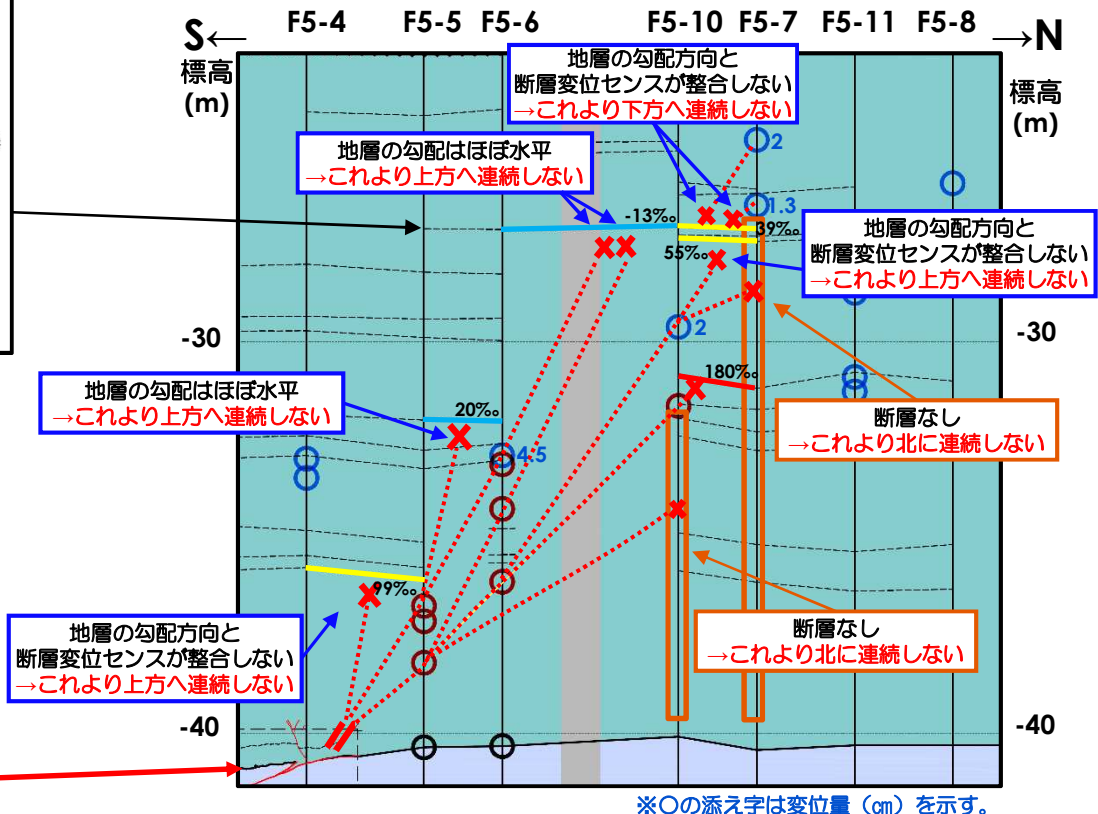 S← F5-4 F5-5 F5-6 F5-10 F5-7 F5-11 F5-8 →N
標高
(m)
標高
(m)
地層の勾配方向と
断層変位センスが整合しない
→これより下方へ連続しない
2
地層の勾配はほぼ水平
→これより上方へ連続しない
1.3
-13‰
39‰
55‰
地層の勾配方向と
断層変位センスが整合しない
→これより上方へ連続しない
-30
2
-30
180‰
地層の勾配はほぼ水平
→これより上方へ連続しない
20‰
断層なし
→これより北に連続しない
4.5
99‰
地層の勾配方向と
断層変位センスが整合しない
→これより上方へ連続しない
断層なし
→これより北に連続しない
-40
-40
※○の添え字は変位量（㎝）を示す。